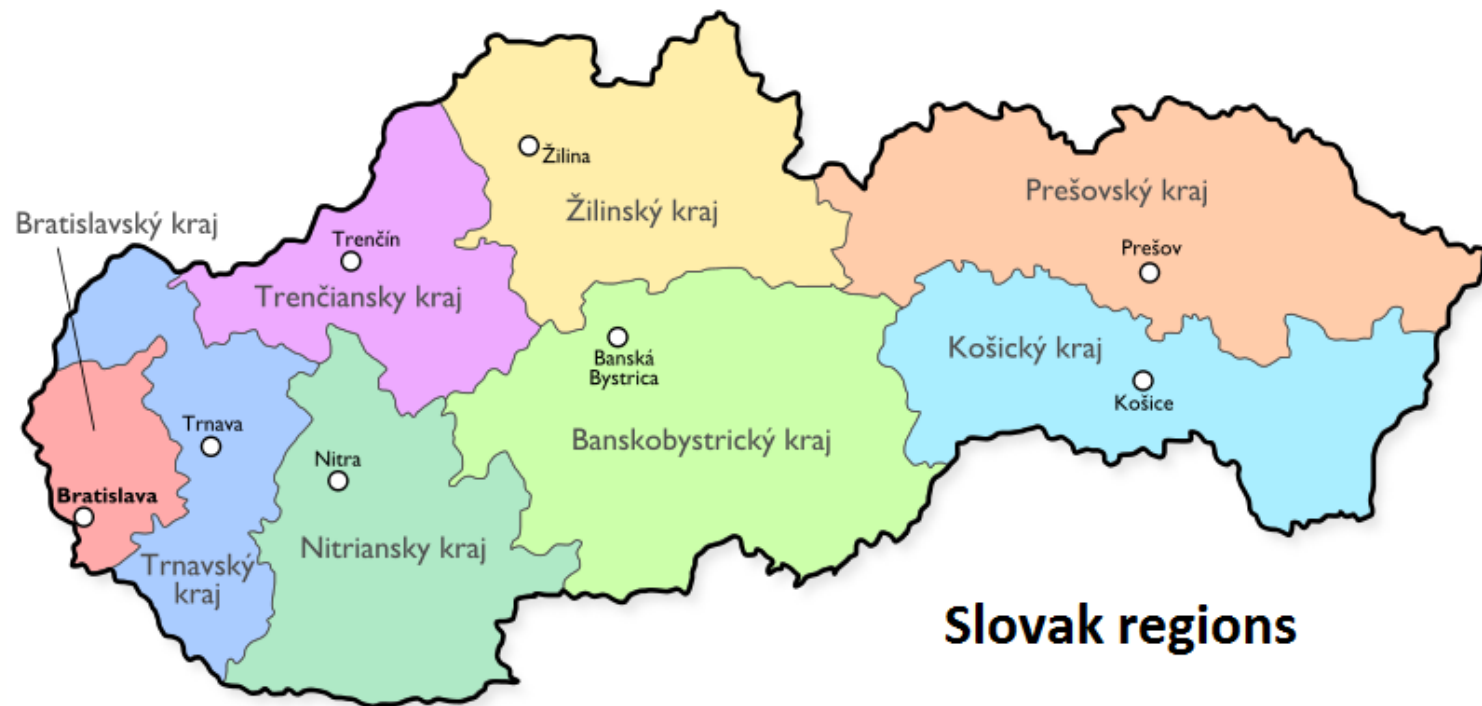 Žilina
Prešovský kraj
Žilinský kraj
Bratislavský kraj
Trenčín
Prešov
Trenčiansky kraj
Banská
Bystrica
Košický kraj
Košice
Trnava
Banskobystrický kraj
Nitra
Bratislava
Nitriansky kraj
Trnavský
kraj
Slovak regions